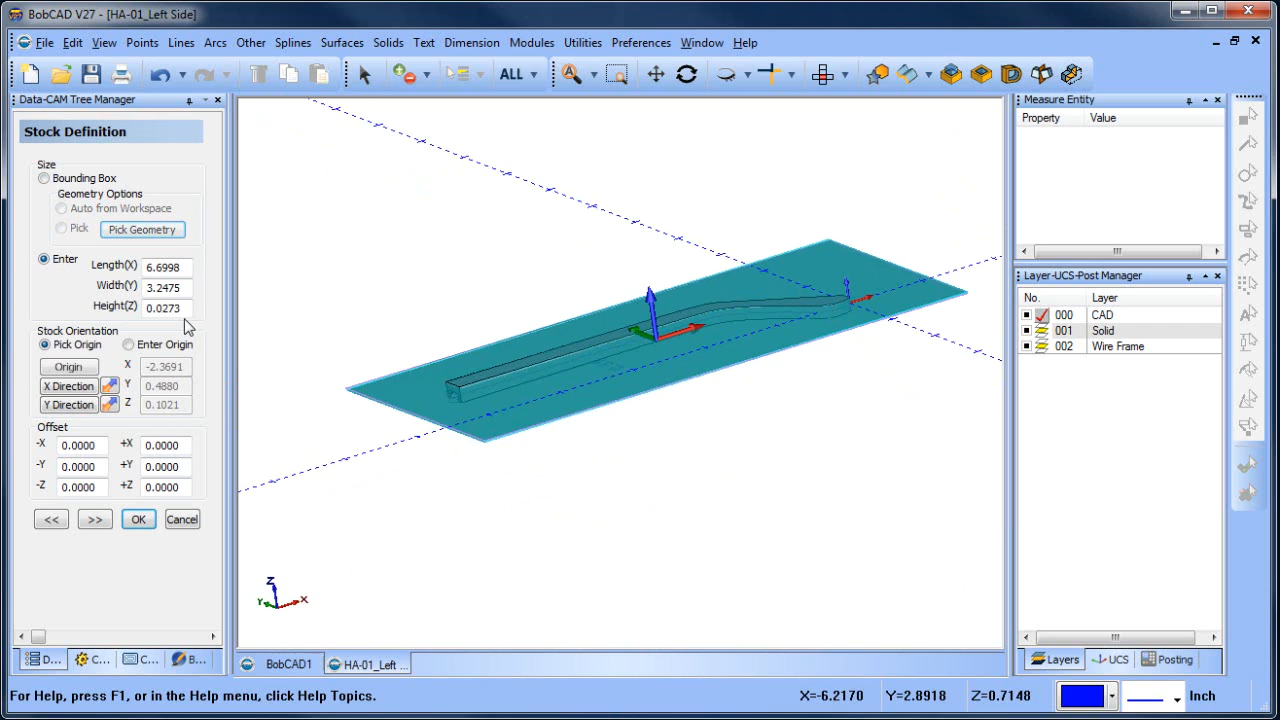 BobCAD V27 - [HA-01_Left Side]
File Edit View Points Lines Arcs Other Splines Surfaces Solids Text Dimension Modules Utilities Preferences Window Help
ALL
Data-CAM Tree Manager
Stock Definition
Size
Bounding Box
Geometry Options
Auto from Workspace
Pick Pick Geometry
Enter Length(X) 6.6998
Width(Y) 3.2475
Height(Z) 0.0273
Stock Orientation
Pick Origin Enter Origin
Origin X -2.3691
X Direction Y 0.4880
Y Direction Z 0.1021
Offset
-X 0.0000 +X 0.0000
-Y 0.0000 +Y 0.0000
-Z 0.0000 +Z 0.0000
<< >> OK Cancel
D... C... C... B...
Z
Y X
BobCAD1 HA-01_Left ...
Measure Entity
Property Value
Layer-UCS-Post Manager
No. Layer
000 CAD
001 Solid
002 Wire Frame
Layers UCS Posting
For Help, press F1, or in the Help menu, click Help Topics. X=-6.2170 Y=2.8918 Z=0.7148 Inch